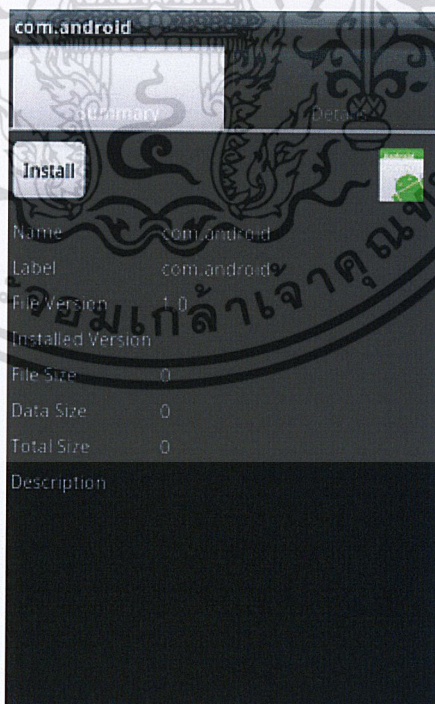 com.android
Summary Details
Install
Android
Name com.android
Label com.android
File Version 1.0
Installed Version
File Size 0
Data Size 0
Total Size 0
Description
จอมเกล้าเจ้าคุณ